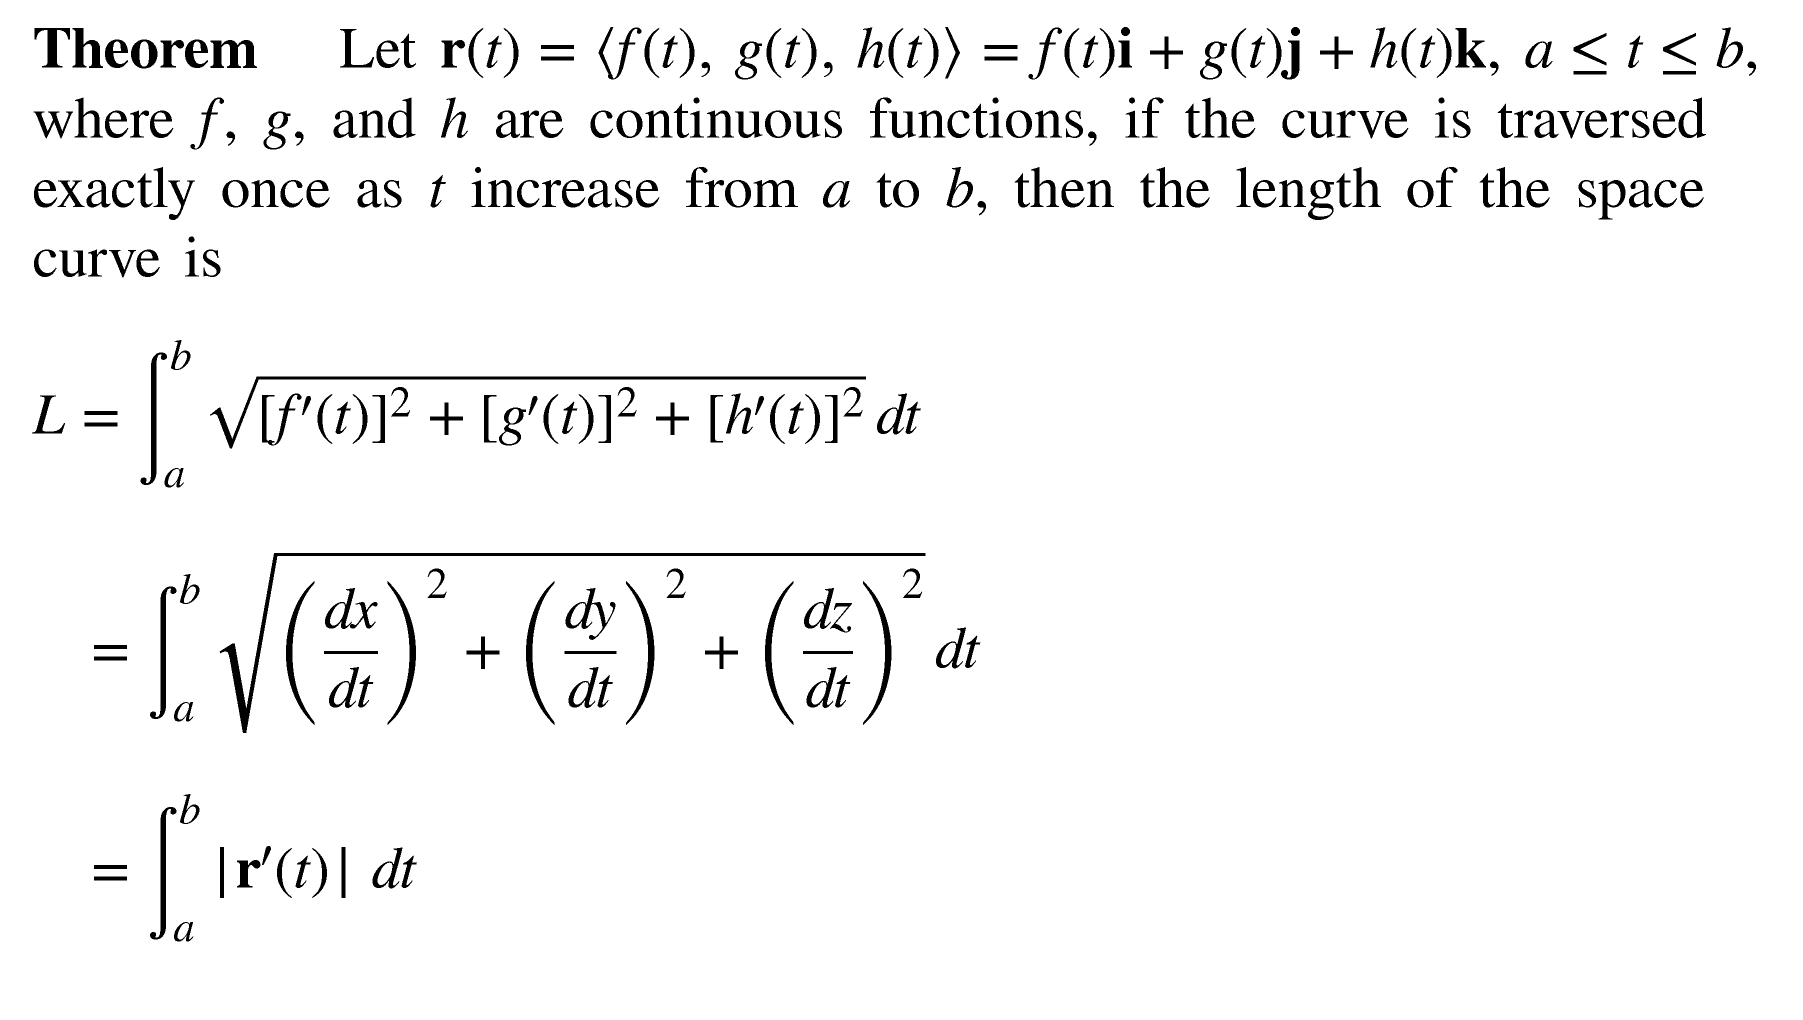 Theorem Let r(t) = ⟨f(t), g(t), h(t)⟩ = f(t)i + g(t)j + h(t)k, a ≤ t ≤ b,
where f, g, and h are continuous functions, if the curve is traversed
exactly once as t increase from a to b, then the length of the space
curve is
L = ∫_a^b √([f′(t)]² + [g′(t)]² + [h′(t)]²) dt
= ∫_a^b √((dx/dt)² + (dy/dt)² + (dz/dt)²) dt
= ∫_a^b |r′(t)| dt